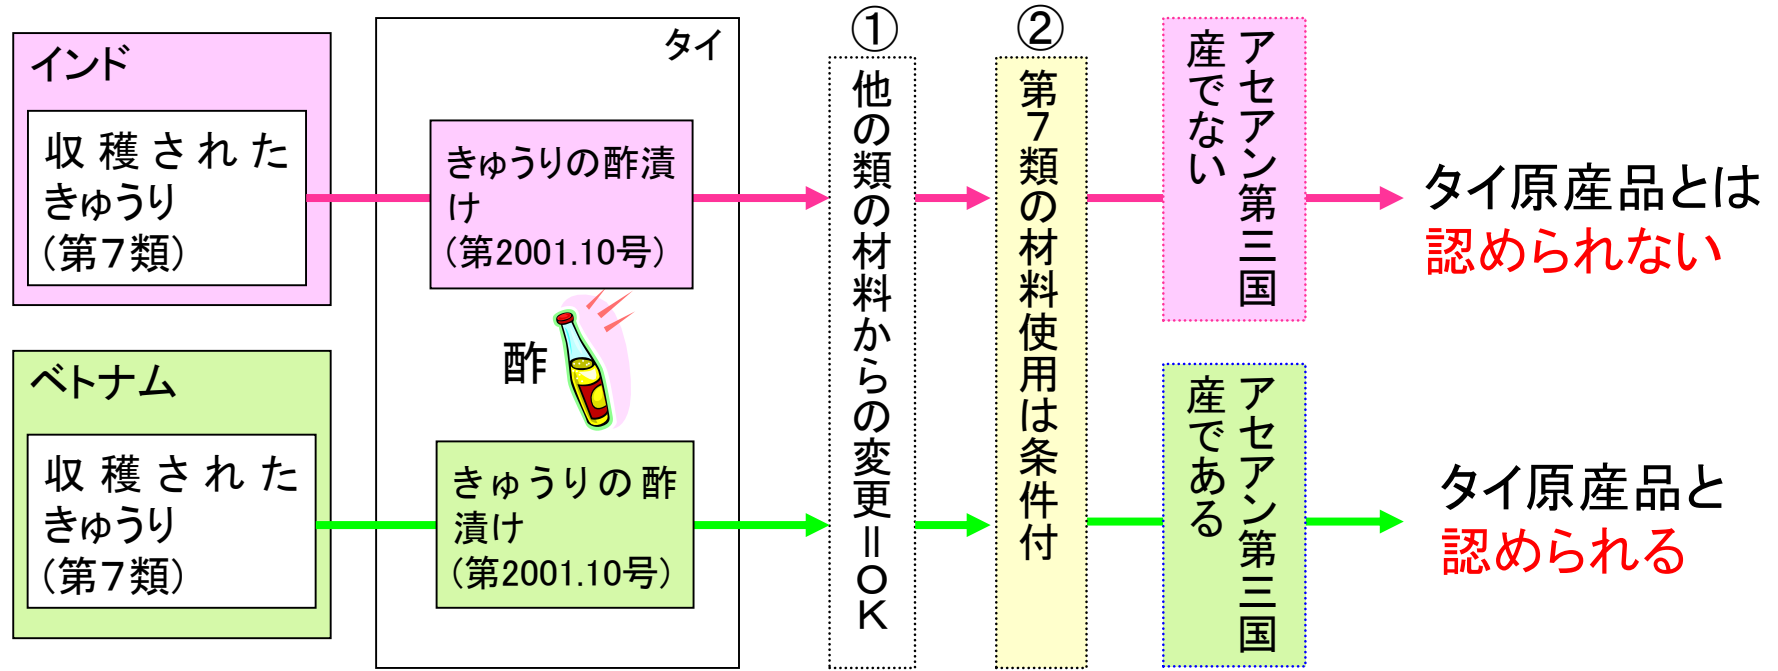 インド
収穫された
きゅうり
(第7類)
タイ
きゅうりの酢漬
け
(第2001.10号)
酢
ベトナム
収穫された
きゅうり
(第7類)
きゅうりの酢
漬け
(第2001.10号)
①
他の類の材料からの変更=OK
②
第7類の材料使用は条件付
アセアン第三国
産でない
タイ原産品とは
認められない
アセアン第三国
産である
タイ原産品と
認められる